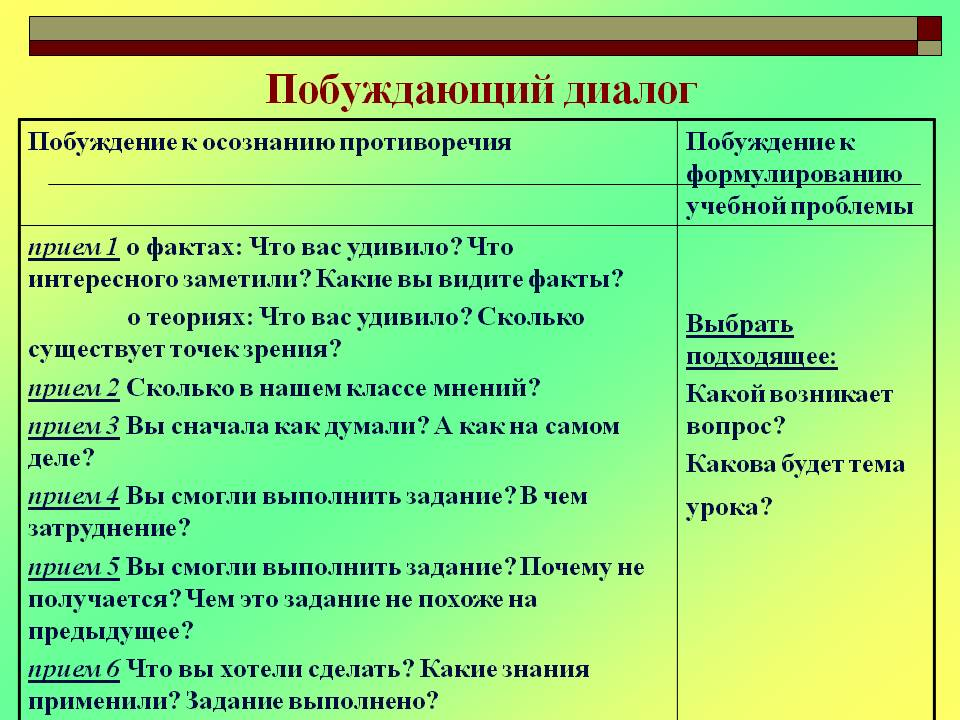 Побуждающий диалог
Побуждение к осознанию противоречия
Побуждение к
формулированию
учебной проблемы
прием 1 о фактах: Что вас удивило? Что
интересного заметили? Какие вы видите факты?
о теориях: Что вас удивило? Сколько
существует точек зрения?
прием 2 Сколько в нашем классе мнений?
прием 3 Вы сначала как думали? А как на самом
деле?
прием 4 Вы смогли выполнить задание? В чем
затруднение?
прием 5 Вы смогли выполнить задание? Почему не
получается? Чем это задание не похоже на
предыдущее?
прием 6 Что вы хотели сделать? Какие знания
применили? Задание выполнено?
Выбрать
подходящее:
Какой возникает
вопрос?
Какова будет тема
урока?